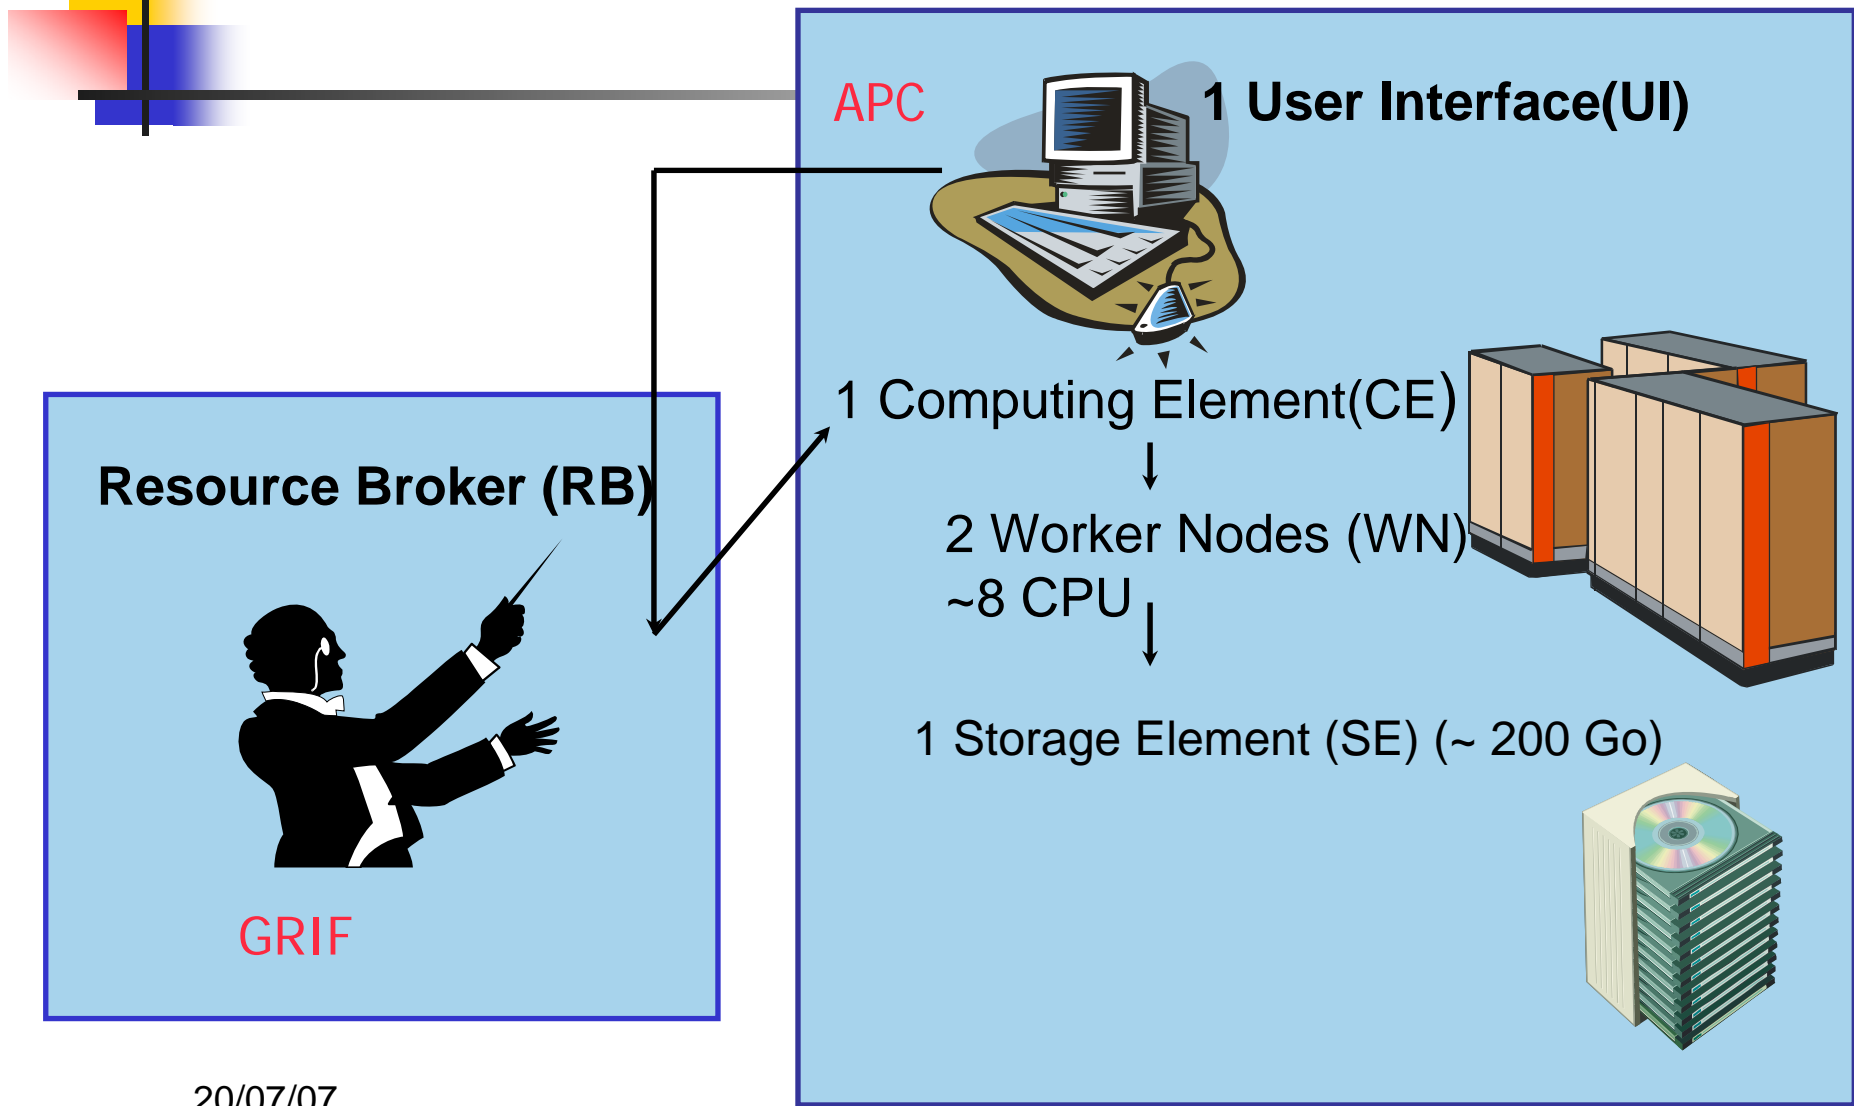 APC
1 User Interface(UI)
1 Computing Element(CE)
Resource Broker (RB)
2 Worker Nodes (WN)
~8 CPU
1 Storage Element (SE) (~ 200 Go)
GRIF
20/07/07